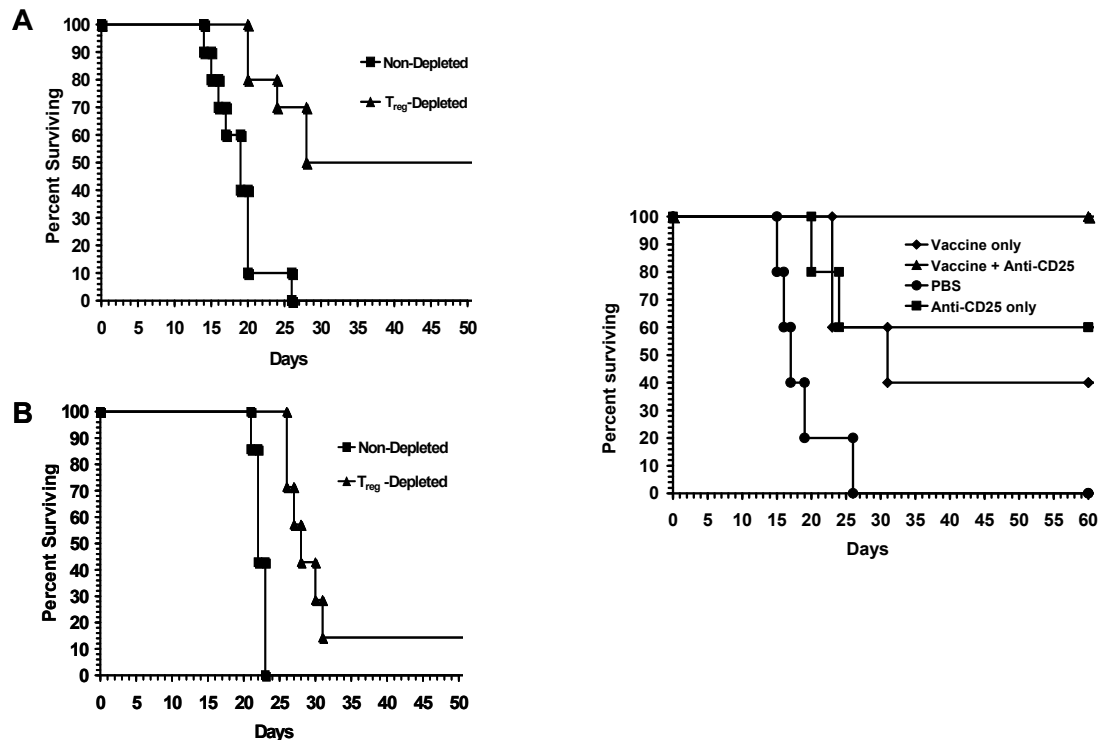 A
Percent Surviving
100
90
80
70
60
50
40
30
20
10
0
0 5 10 15 20 25 30 35 40 45 50
Days
Non-Depleted
Treg-Depleted
B
Percent Surviving
100
90
80
70
60
50
40
30
20
10
0
0 5 10 15 20 25 30 35 40 45 50
Days
Non-Depleted
Treg -Depleted
Percent surviving
100
90
80
70
60
50
40
30
20
10
0
0 5 10 15 20 25 30 35 40 45 50 55 60
Days
Vaccine only
Vaccine + Anti-CD25
PBS
Anti-CD25 only